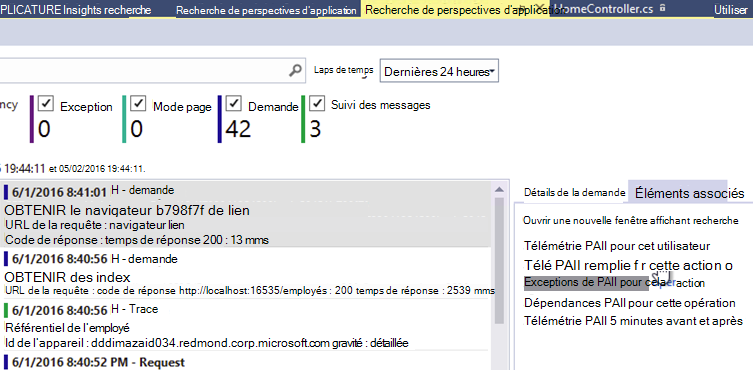 PLICATURE Insights recherche
Recherche de perspectives d'application
Recherche de perspectives d'application
HomeController.cs
Utiliser
Laps de temps
Dernières 24 heures
ncy
Exception
0
Mode page
0
Demande
42
Suivi des messages
3
19:44:11 et 05/02/2016 19:44:11.
6/1/2016 8:41:01 H - demande
OBTENIR le navigateur b798f7f de lien
URL de la requête : navigateur lien
Code de réponse : temps de réponse 200 : 13 mms
6/1/2016 8:40:56 H - demande
OBTENIR des index
URL de la requête : code de réponse http://localhost:16535/employés : 200 temps de réponse : 2539 mms
6/1/2016 8:40:56 H - Trace
Référentiel de l'employé
Id de l'appareil : dddimazaid034.redmond.corp.microsoft.com gravité : détaillée
6/1/2016 8:40:52 PM - Request
Détails de la demande
Éléments associés
Ouvrir une nouvelle fenêtre affichant recherche
Télémétrie PAII pour cet utilisateur
Télé PAII remplie f r cette action o
Exceptions de PAII pour
Dépendances PAII pour cette opération
Télémétrie PAII 5 minutes avant et après